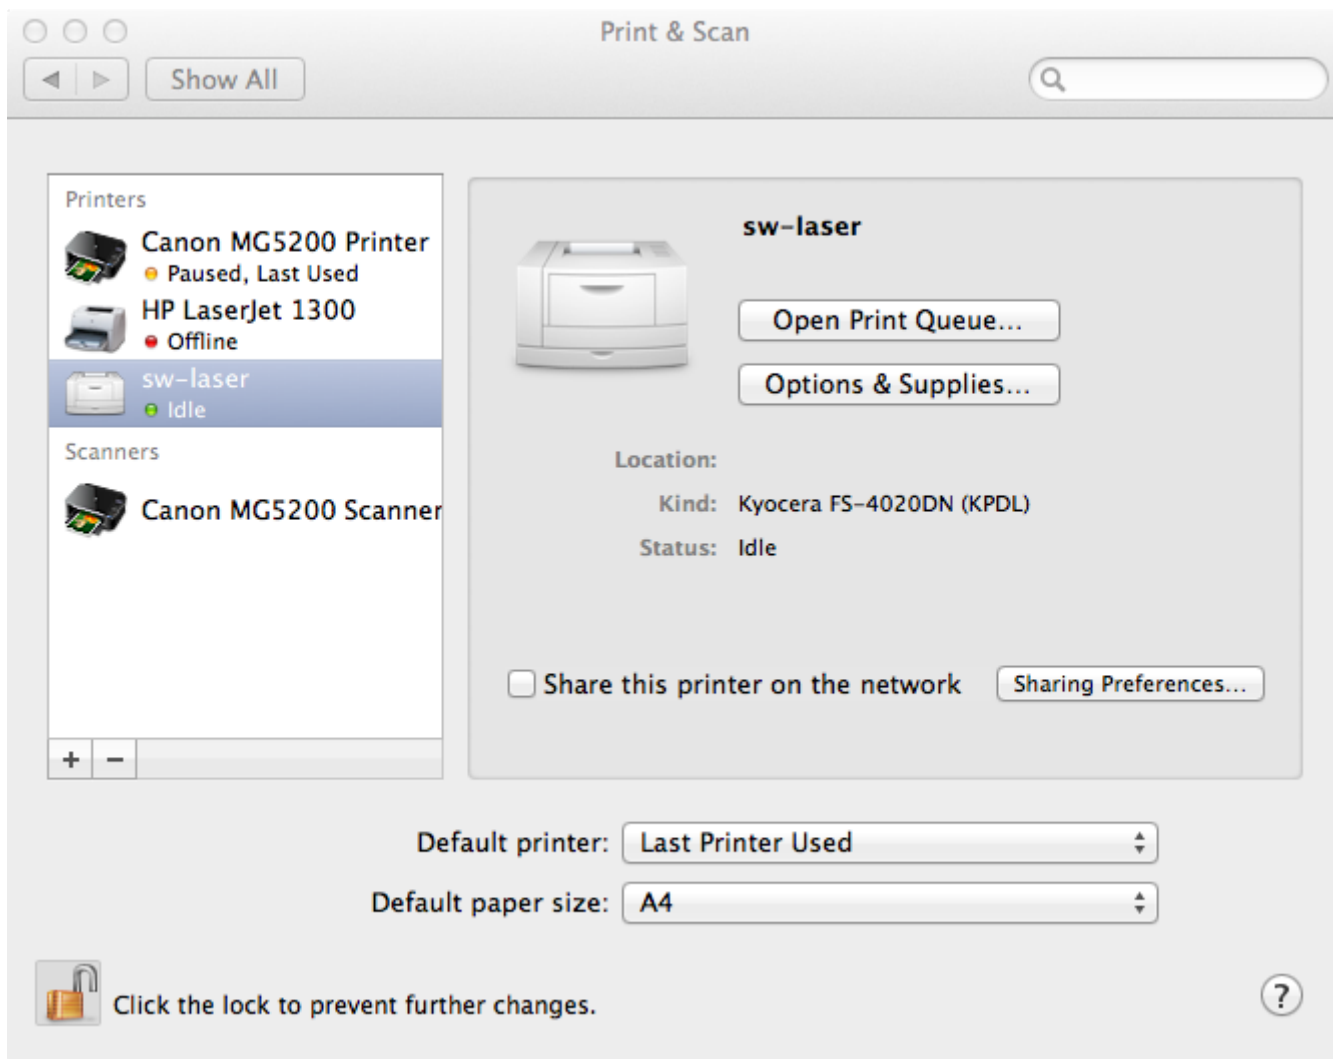 Print & Scan
Show All
Printers
Canon MG5200 Printer
Paused, Last Used
HP LaserJet 1300
Offline
sw-laser
Idle
Scanners
Canon MG5200 Scanner
+ −
sw-laser
Open Print Queue...
Options & Supplies...
Location:
Kind: Kyocera FS-4020DN (KPDL)
Status: Idle
Share this printer on the network Sharing Preferences...
Default printer: Last Printer Used
Default paper size: A4
Click the lock to prevent further changes. ?